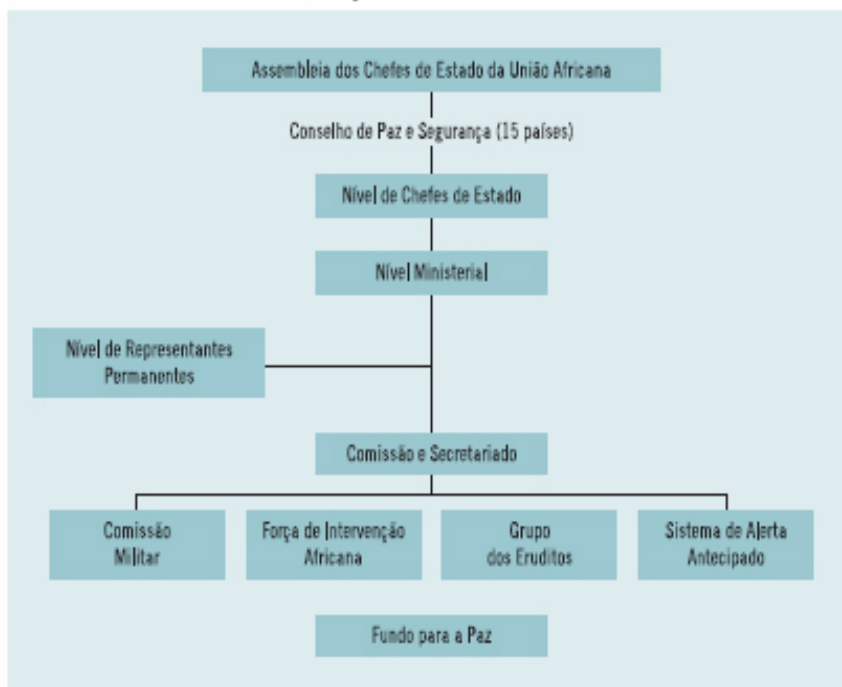 Assembleia dos Chefes de Estado da União Africana
Conselho de Paz e Segurança (15 países)
Nível de Chefes de Estado
Nível Ministerial
Nível de Representantes
Permanentes
Comissão e Secretariado
Comissão
Militar
Força de Intervenção
Africana
Grupo
dos Eruditos
Sistema de Alerta
Antecipado
Fundo para a Paz